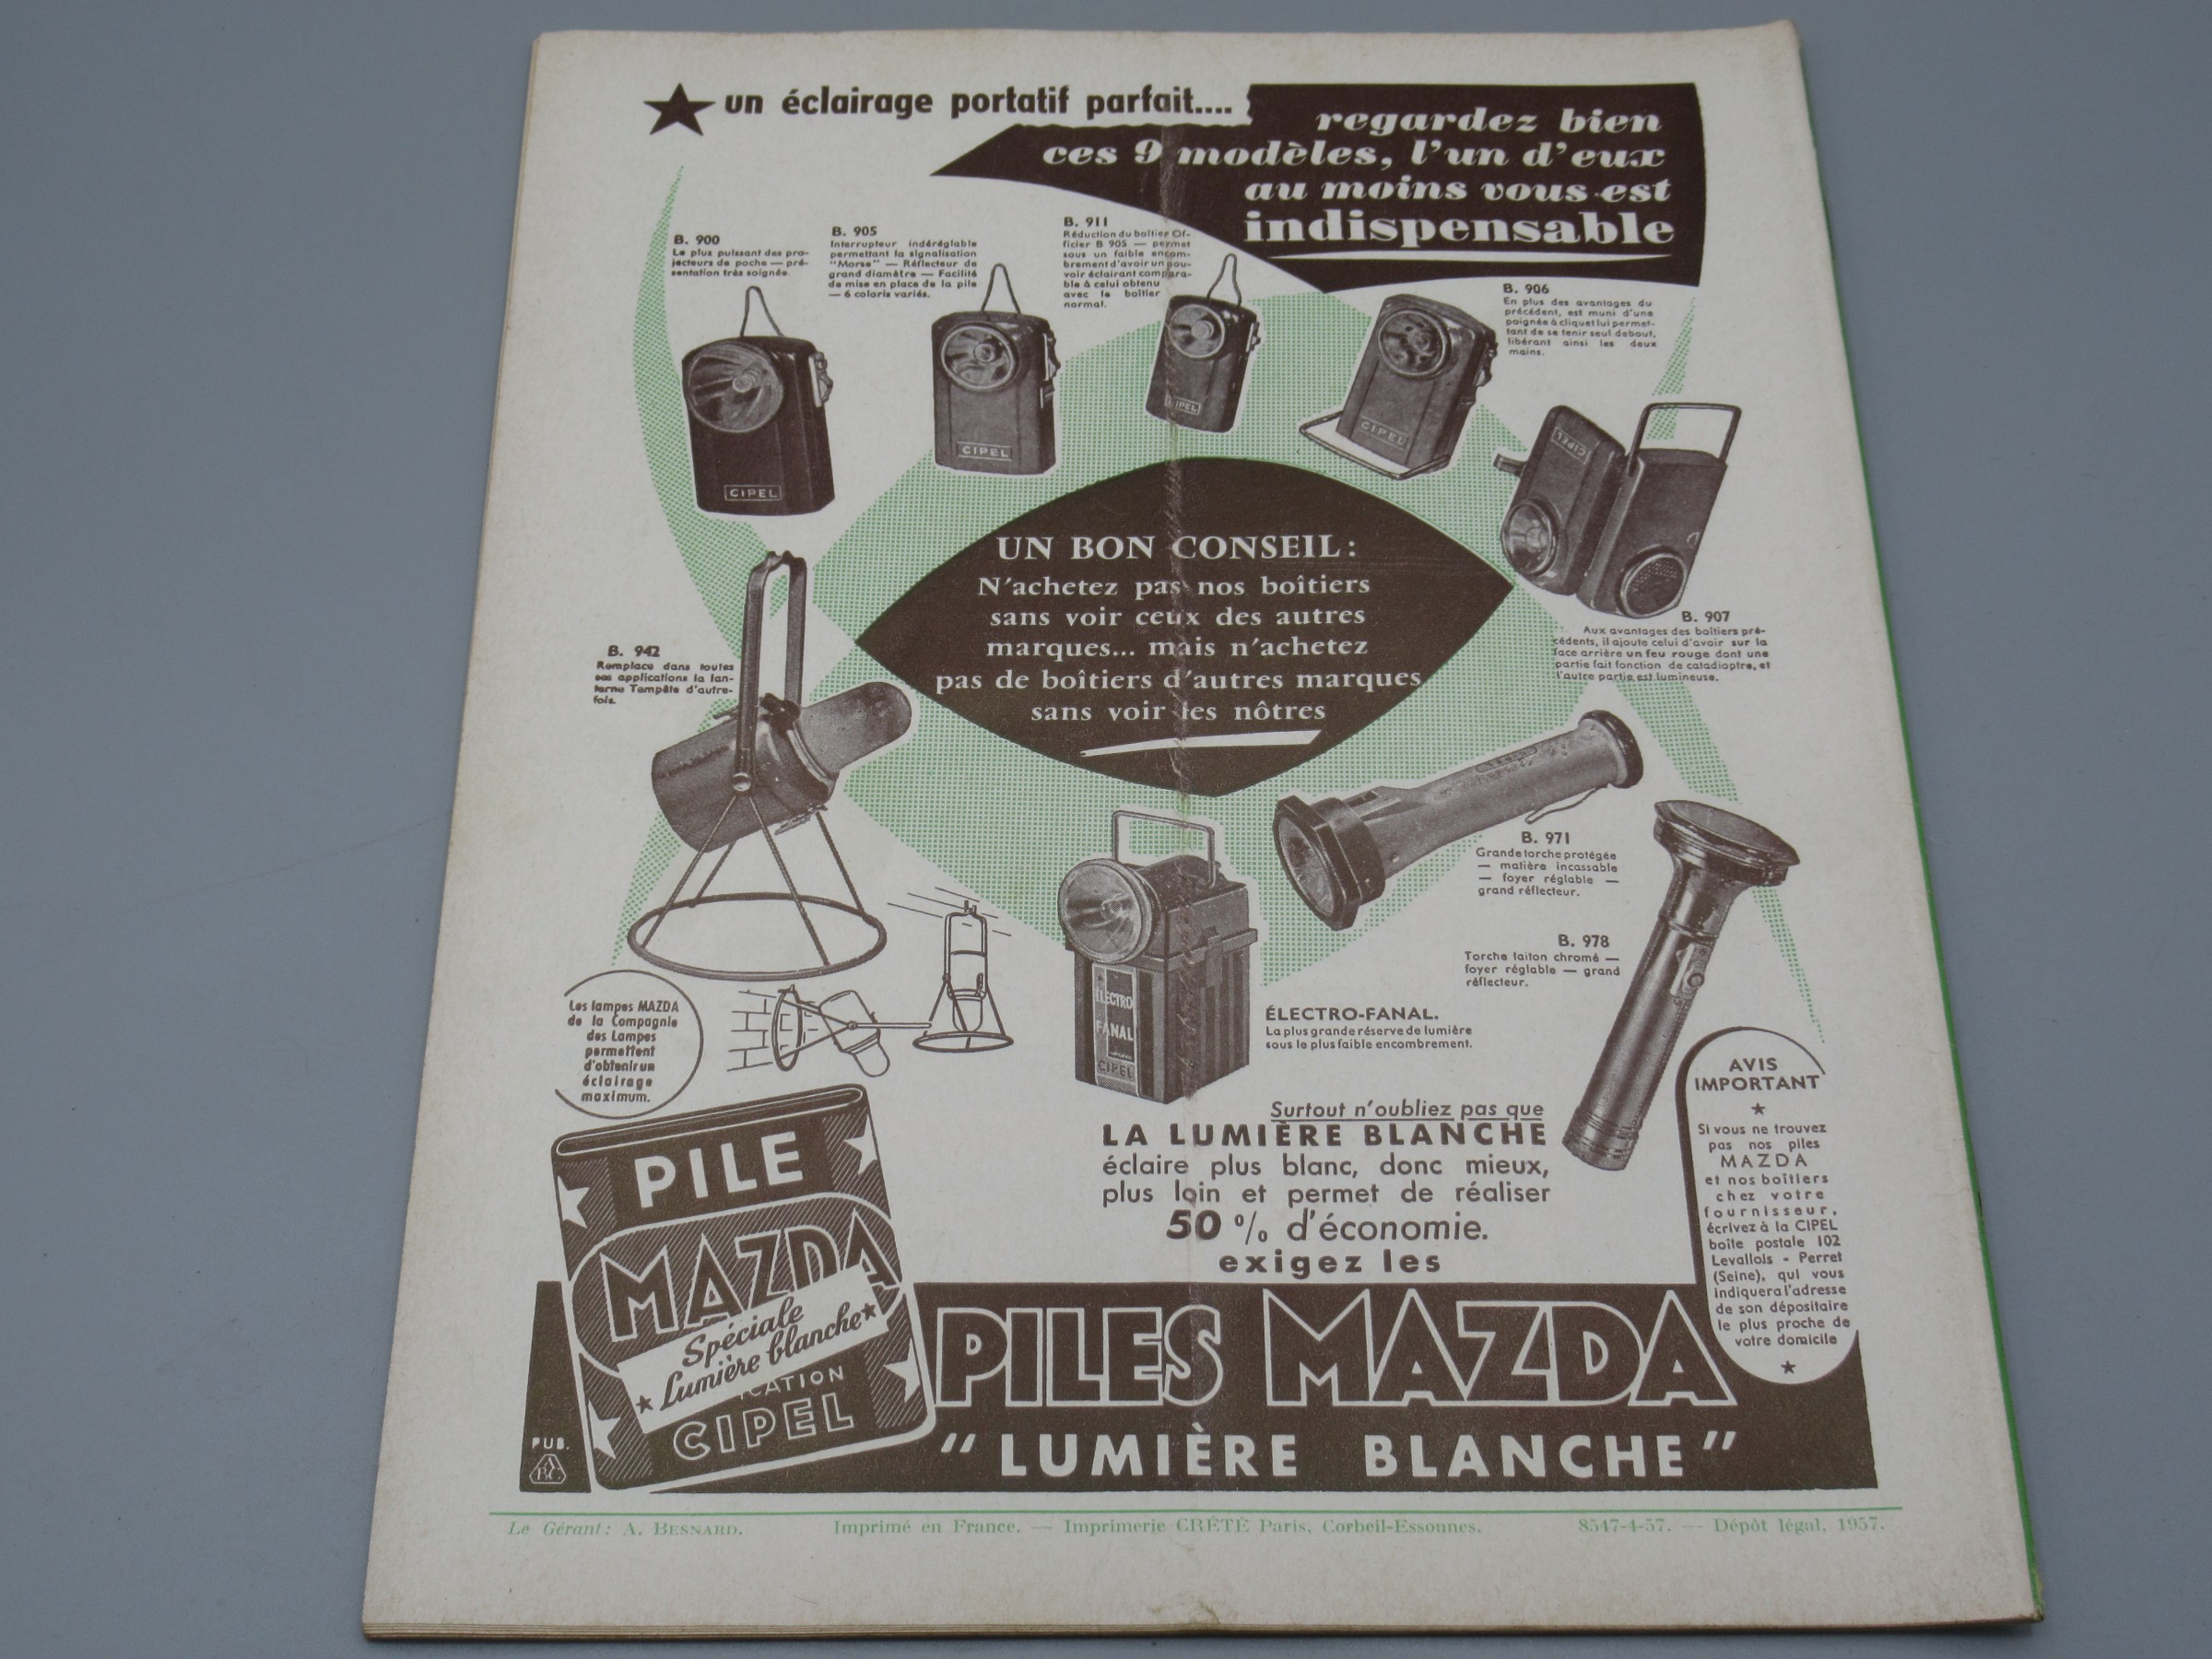 ★ un éclairage portatif parfait....
regardez bien
ces 9 modèles, l'un d'eux
au moins vous est
indispensable
B. 900
Le plus puissant des pro-
jecteurs de poche — pré-
sentation très soignée
B. 905
Interrupteur indéréglable
permettant la signalisation
"Morse" — Réflecteur de
grand diamètre — Facilité
de mise en place de la pile
— 6 coloris variés.
B. 911
Réduction du boîtier Of-
ficier B 905 — permet
sous un faible encom-
brement d'avoir un pou-
voir éclairant compara-
ble à celui obtenu
avec le boîtier
normal.
B. 906
En plus des avantages du
précédent, est muni d'une
poignée à cliquet lui permet-
tant de se tenir seul debout,
libérant ainsi les deux
mains.
CIPEL
CIPEL
CIPEL
CIPEL
CIPEL
UN BON CONSEIL :
N'achetez pas nos boîtiers
sans voir ceux des autres
marques... mais n'achetez
pas de boîtiers d'autres marques
sans voir les nôtres
B. 907
Aux avantages des boîtiers pré-
cédents, il ajoute celui d'avoir sur la
face arrière un feu rouge dont une
partie fait fonction de catadioptre, et
l'autre partie est lumineuse.
B. 942
Remplace dans toutes
ses applications la lan-
terne Tempête d'autre-
fois.
B. 971
Grande torche protégée
— matière incassable
— foyer réglable —
grand réflecteur.
B. 978
Torche laiton chromé —
foyer réglable — grand
réflecteur.
ÉLECTRO
FANAL
CIPEL
ÉLECTRO-FANAL.
La plus grande réserve de lumière
sous le plus faible encombrement.
Les lampes MAZDA
de la Compagnie
des Lampes
permettent
d'obtenir un
éclairage
maximum.
Surtout n'oubliez pas que
LA LUMIÈRE BLANCHE
éclaire plus blanc, donc mieux,
plus loin et permet de réaliser
50 % d'économie.
exigez les
AVIS
IMPORTANT
★
Si vous ne trouvez
pas nos piles
MAZDA
et nos boîtiers
chez votre
fournisseur,
écrivez à la CIPEL
boîte postale 102
Levallois - Perret
(Seine), qui vous
indiquera l'adresse
de son dépositaire
le plus proche de
votre domicile
★
PILE
MAZDA
Spéciale
★ Lumière blanche ★
ICATION
CIPEL
PILES MAZDA
"LUMIÈRE BLANCHE"
PUB.
ABC
Le Gérant : A. BESNARD. Imprimé en France. — Imprimerie CRÉTÉ Paris, Corbeil-Essonnes. 8547-4-57. — Dépôt légal, 1957.